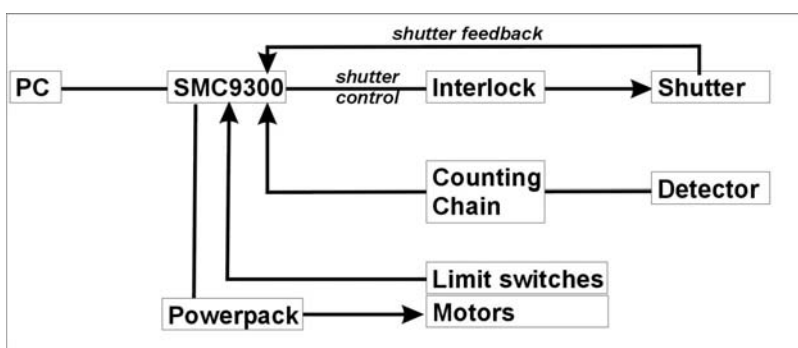 shutter feedback
PC
SMC9300
shutter
control
Interlock
Shutter
Counting
Chain
Detector
Limit switches
Powerpack
Motors